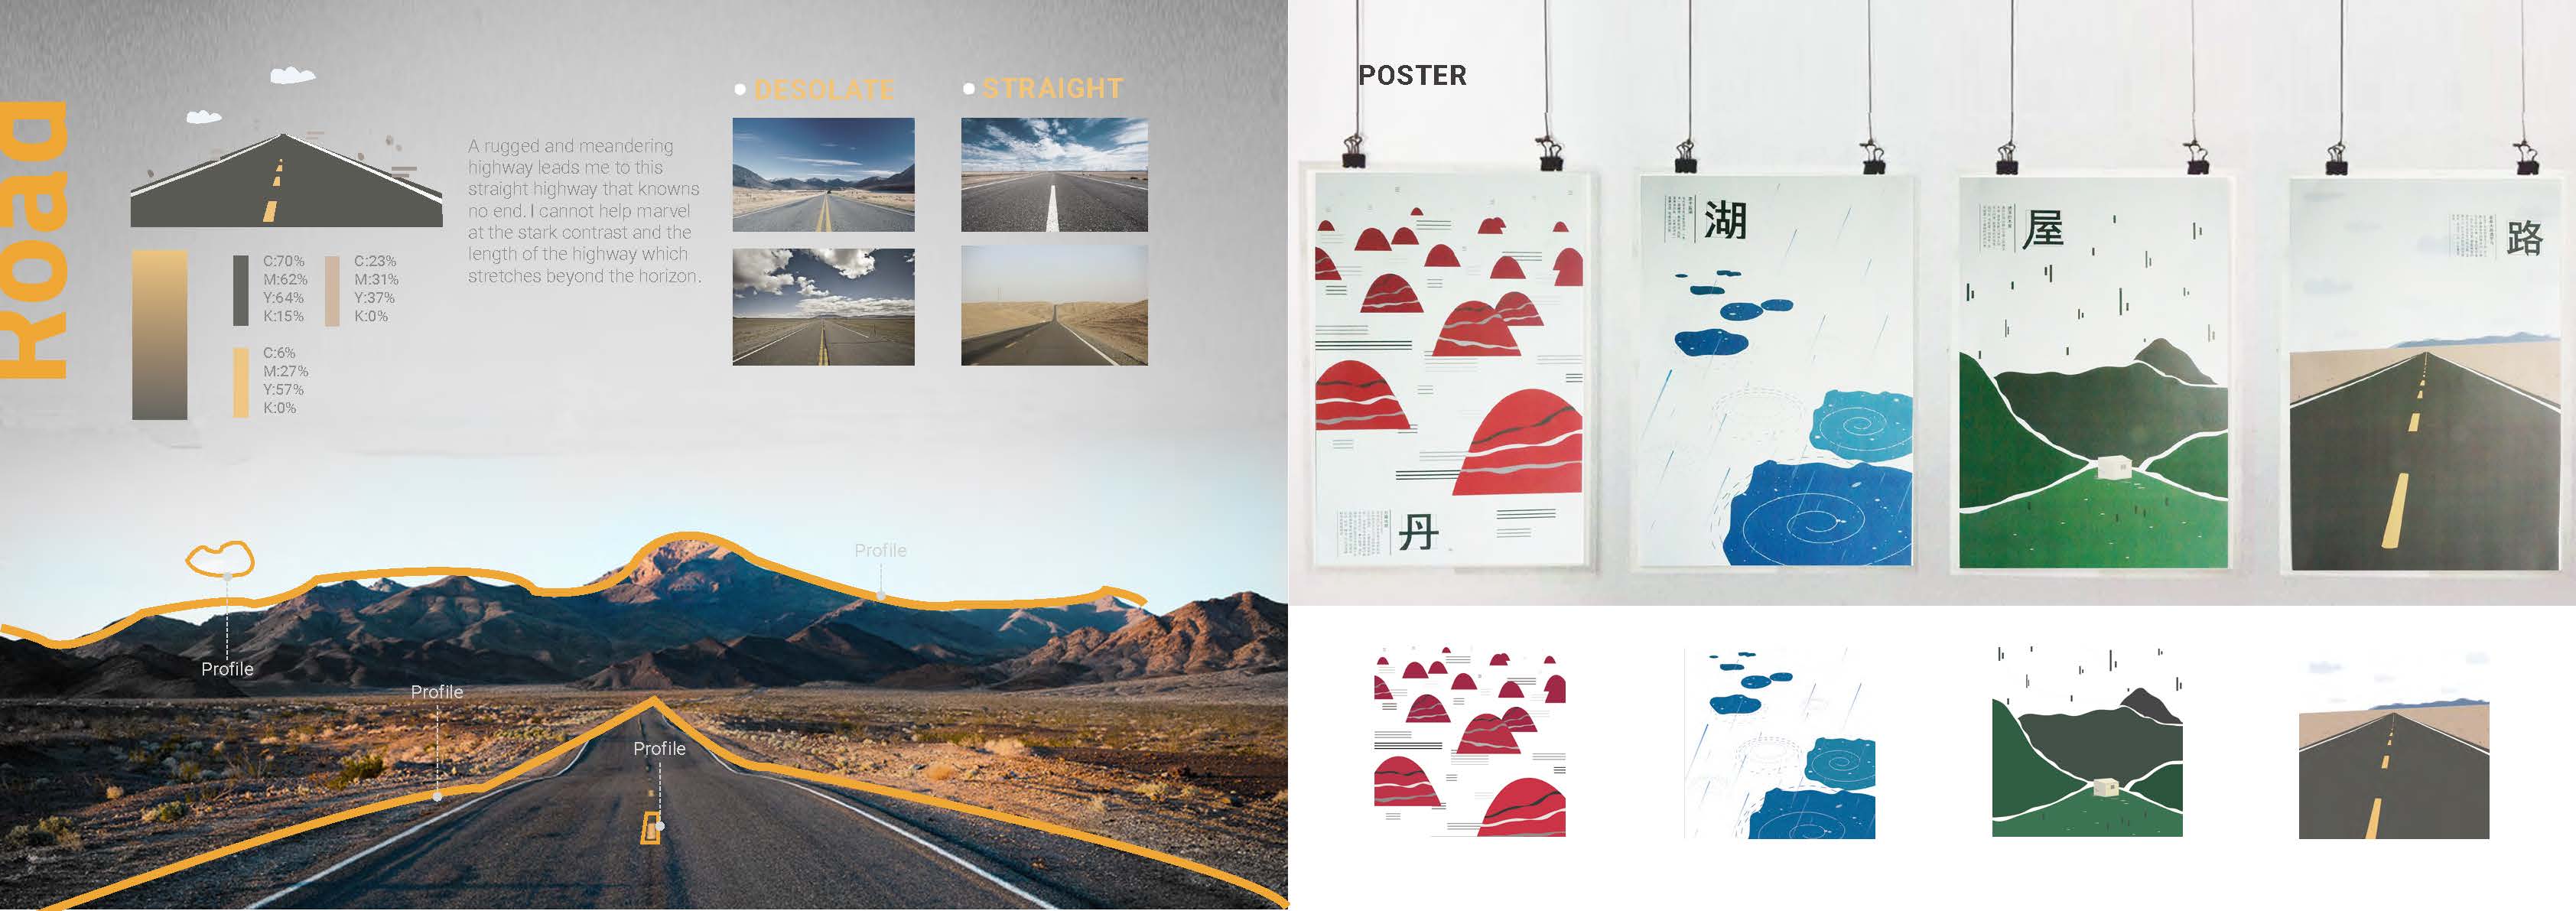 Road
A rugged and meandering
highway leads me to this
straight highway that knowns
no end. I cannot help marvel
at the stark contrast and the
length of the highway which
stretches beyond the horizon.
C:70%
M:62%
Y:64%
K:15%
C:23%
M:31%
Y:37%
K:0%
C:6%
M:27%
Y:57%
K:0%
DESOLATE
STRAIGHT
Profile
Profile
Profile
Profile
POSTER
丹
湖
屋
路